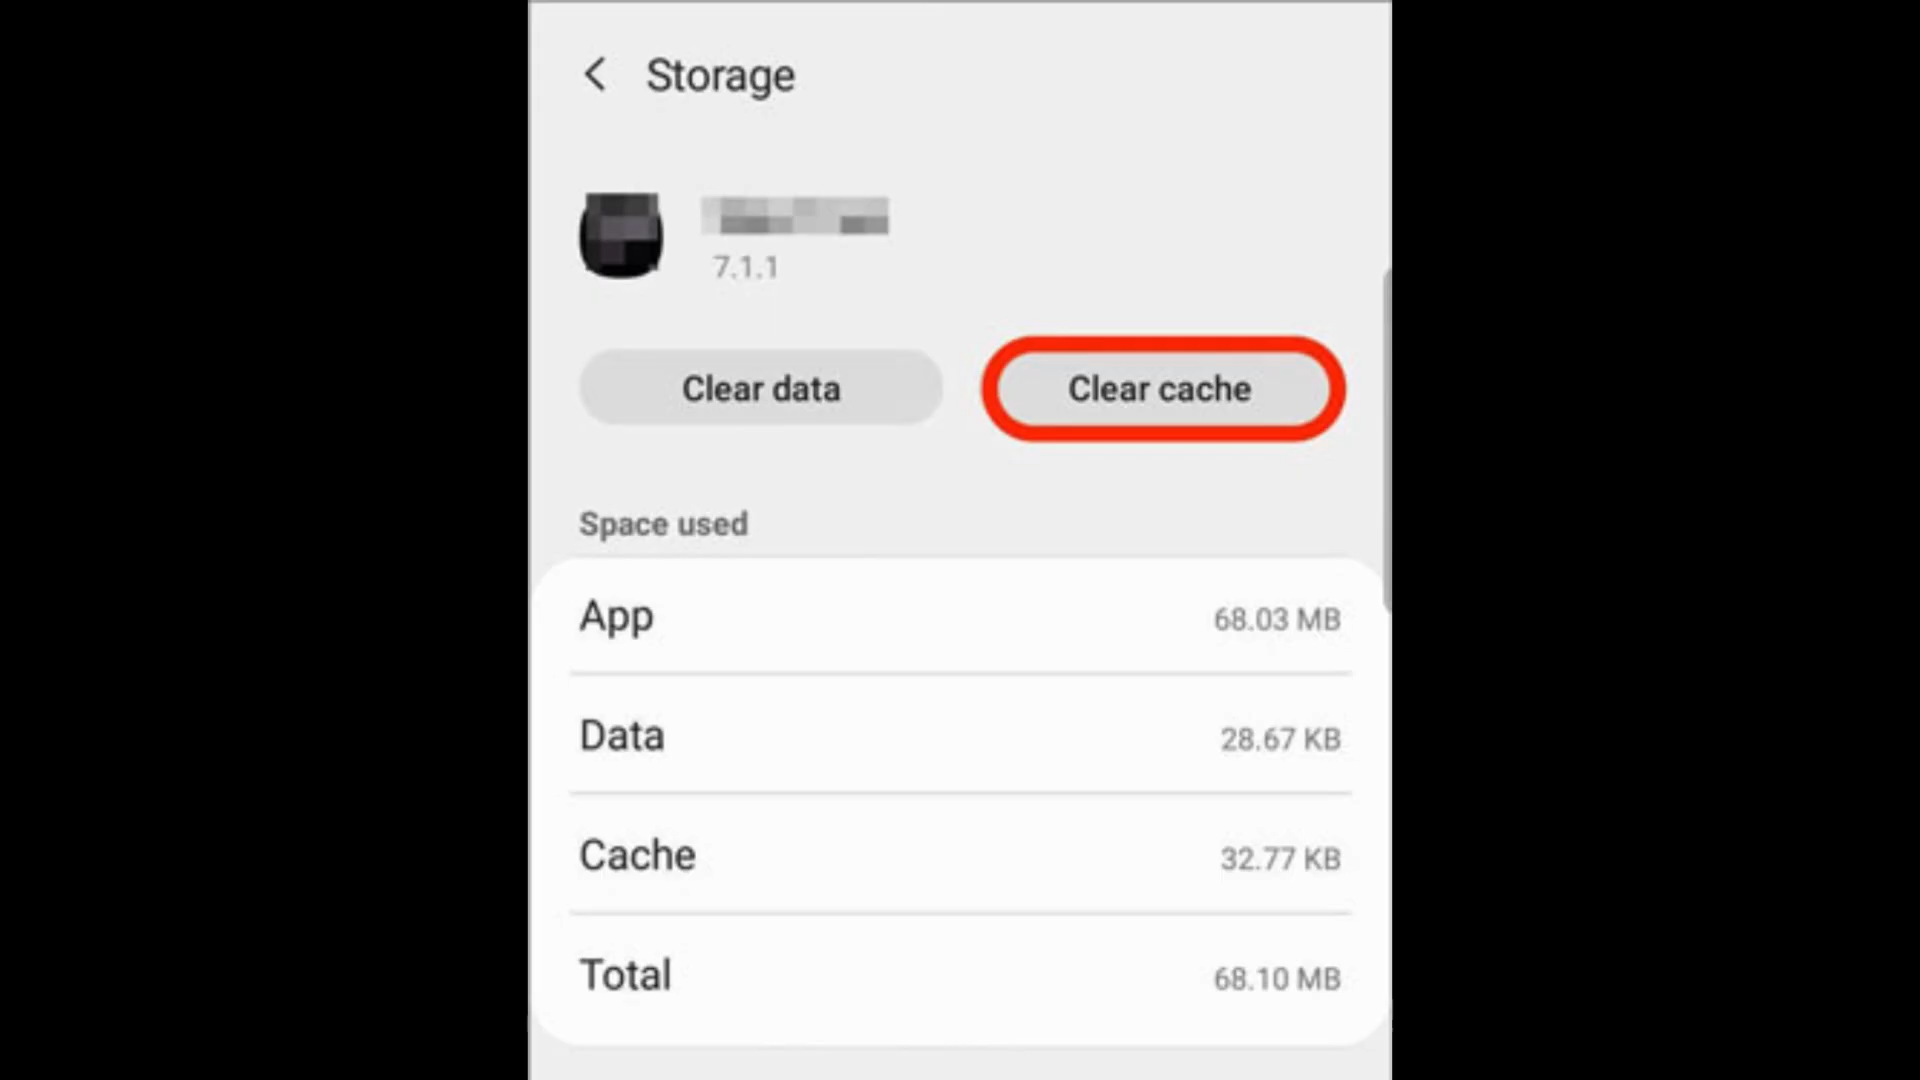 Storage
7.1.1
Clear data
Clear cache
Space used
App
68.03 MB
Data
28.67 KB
Cache
32.77 KB
Total
68.10 MB